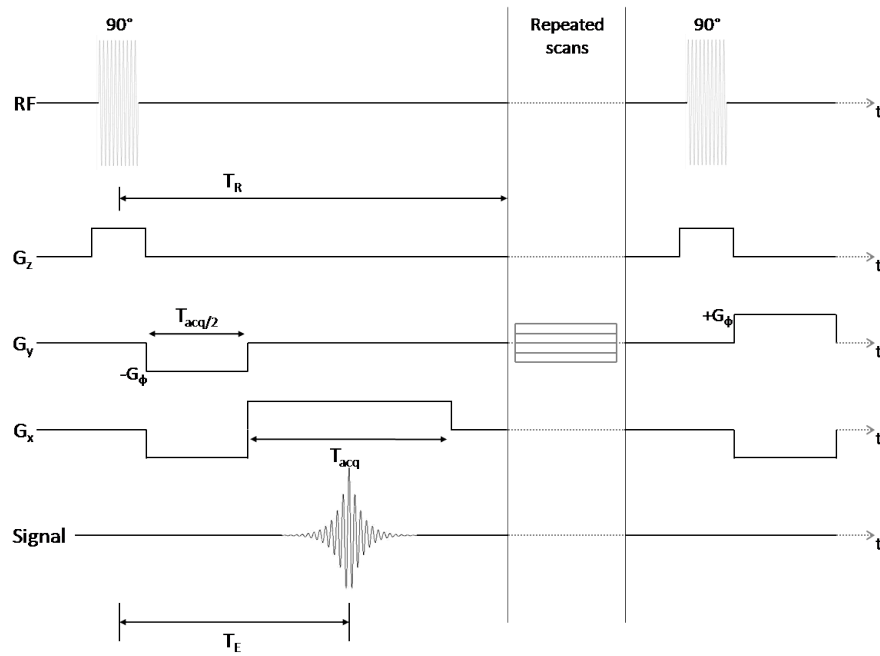 90°
Repeated
scans
90°
RF
t
T_R
G_z
t
T_acq/2
+G_ϕ
G_y
t
-G_ϕ
G_x
t
T_acq
Signal
t
T_E